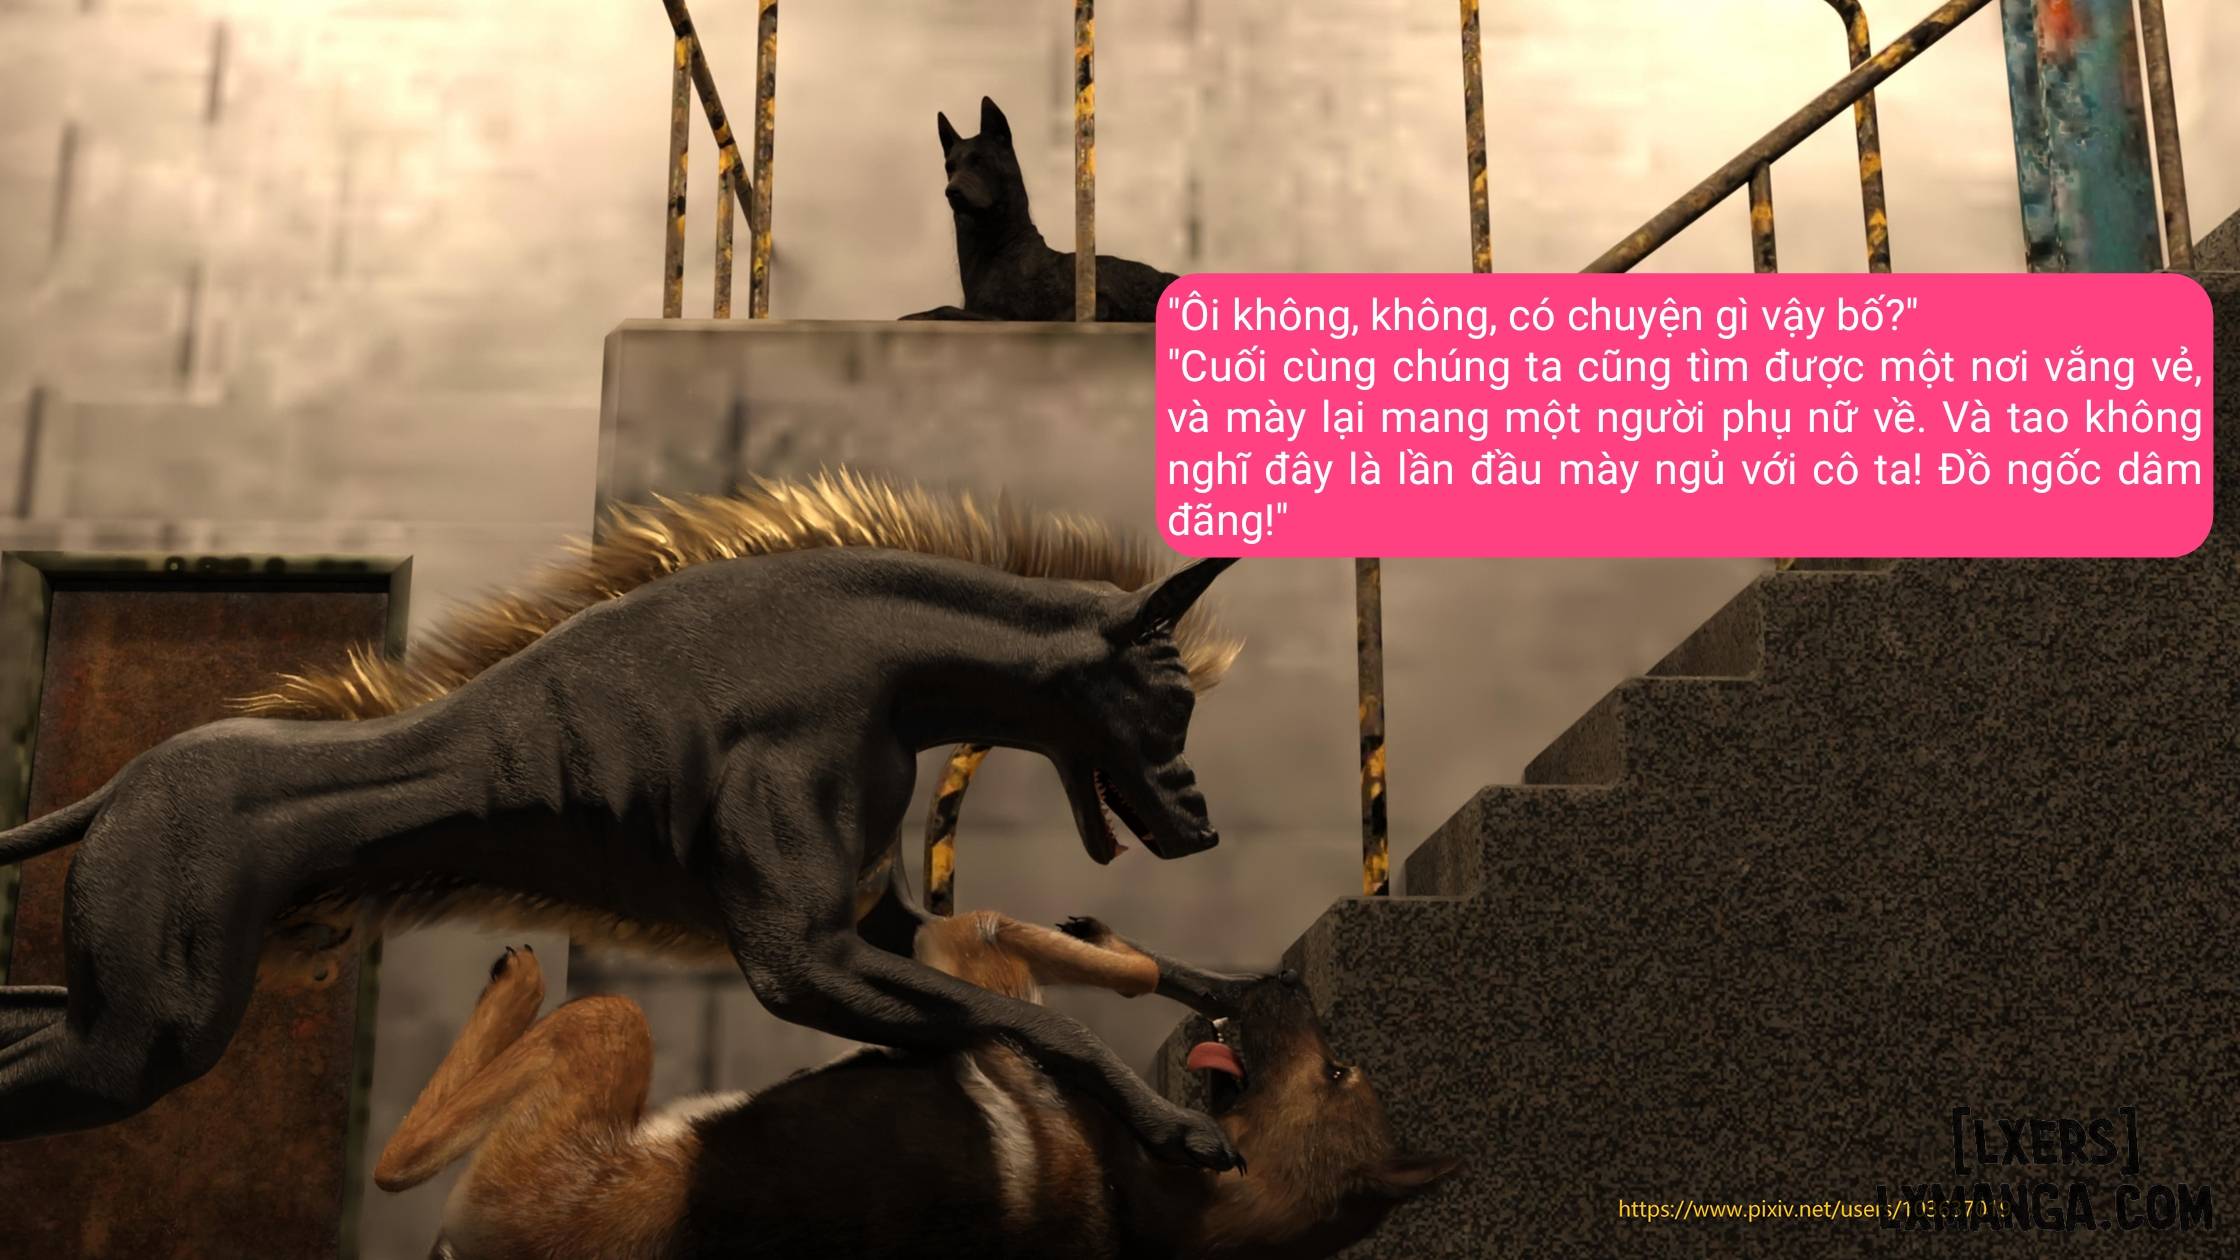 "Ôi không, không, có chuyện gì vậy bố?"
"Cuối cùng chúng ta cũng tìm được một nơi vắng vẻ,
và mày lại mang một người phụ nữ về. Và tao không
nghĩ đây là lần đầu mày ngủ với cô ta! Đồ ngốc dâm
đãng!"
[LXERS]
https://www.pixiv.net/users/103637019
LXMANGA.COM